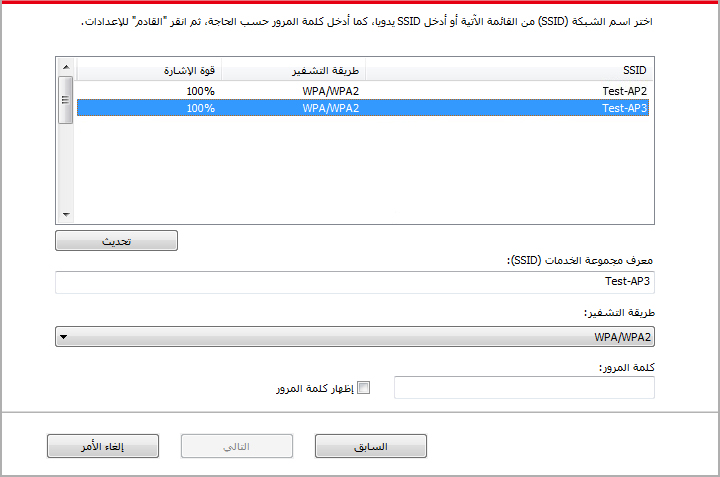 اختر اسم الشبكة (SSID) من القائمة الآتية أو أدخل SSID يدويا، كما أدخل كلمة المرور حسب الحاجة، ثم انقر "القادم" للإعدادات.
SSID طريقة التشفير قوة الإشارة
Test-AP2 WPA/WPA2 100%
Test-AP3 WPA/WPA2 100%
تحديث
معرف مجموعة الخدمات (SSID):
Test-AP3
طريقة التشفير:
WPA/WPA2
كلمة المرور:
إظهار كلمة المرور
السابق التالي إلغاء الأمر